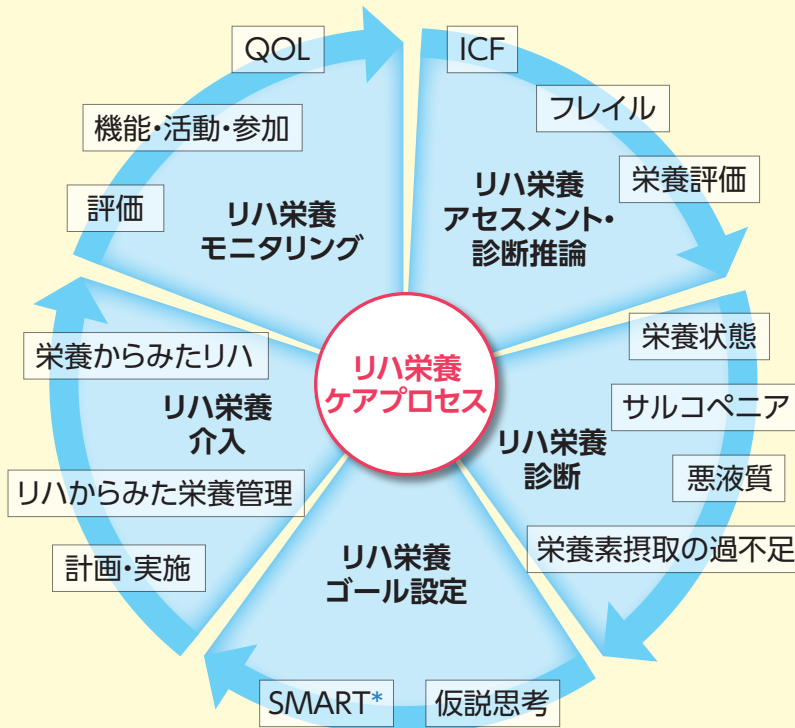 リハ栄養
ケアプロセス
ICF
フレイル
栄養評価
リハ栄養
アセスメント・
診断推論
栄養状態
サルコペニア
悪液質
栄養素摂取の過不足
リハ栄養
診断
リハ栄養
ゴール設定
仮説思考
SMART*
計画・実施
リハからみた栄養管理
栄養からみたリハ
リハ栄養
介入
評価
機能・活動・参加
QOL
リハ栄養
モニタリング